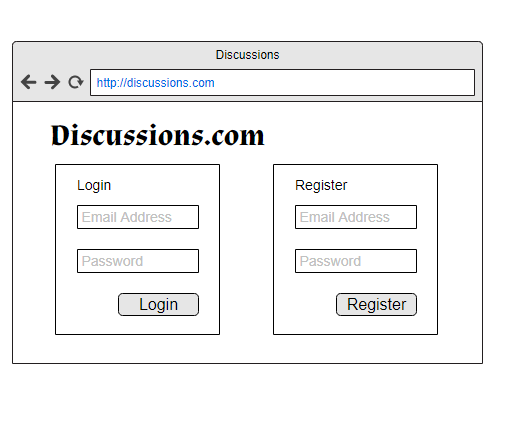 Discussions
http://discussions.com
Discussions.com
Login
Email Address
Password
Login
Register
Email Address
Password
Register